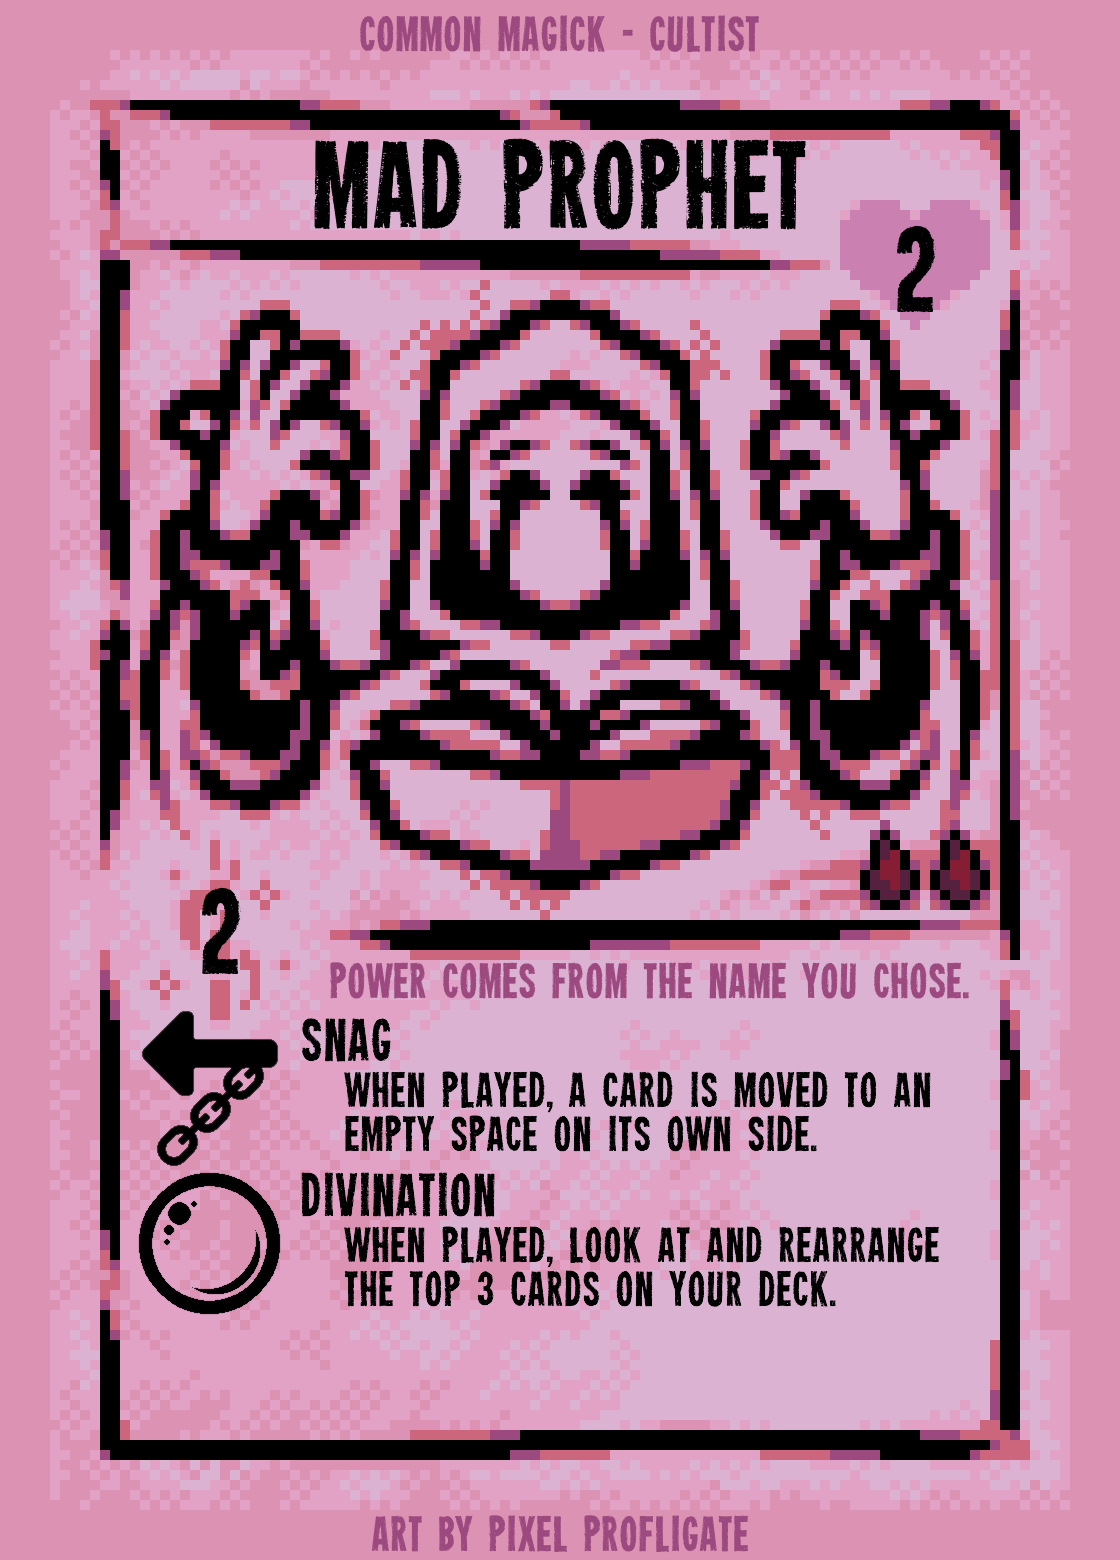 COMMON MAGICK - CULTIST
MAD PROPHET
2
2
POWER COMES FROM THE NAME YOU CHOSE.
SNAG
WHEN PLAYED, A CARD IS MOVED TO AN
EMPTY SPACE ON ITS OWN SIDE.
DIVINATION
WHEN PLAYED, LOOK AT AND REARRANGE
THE TOP 3 CARDS ON YOUR DECK.
ART BY PIXEL PROFLIGATE